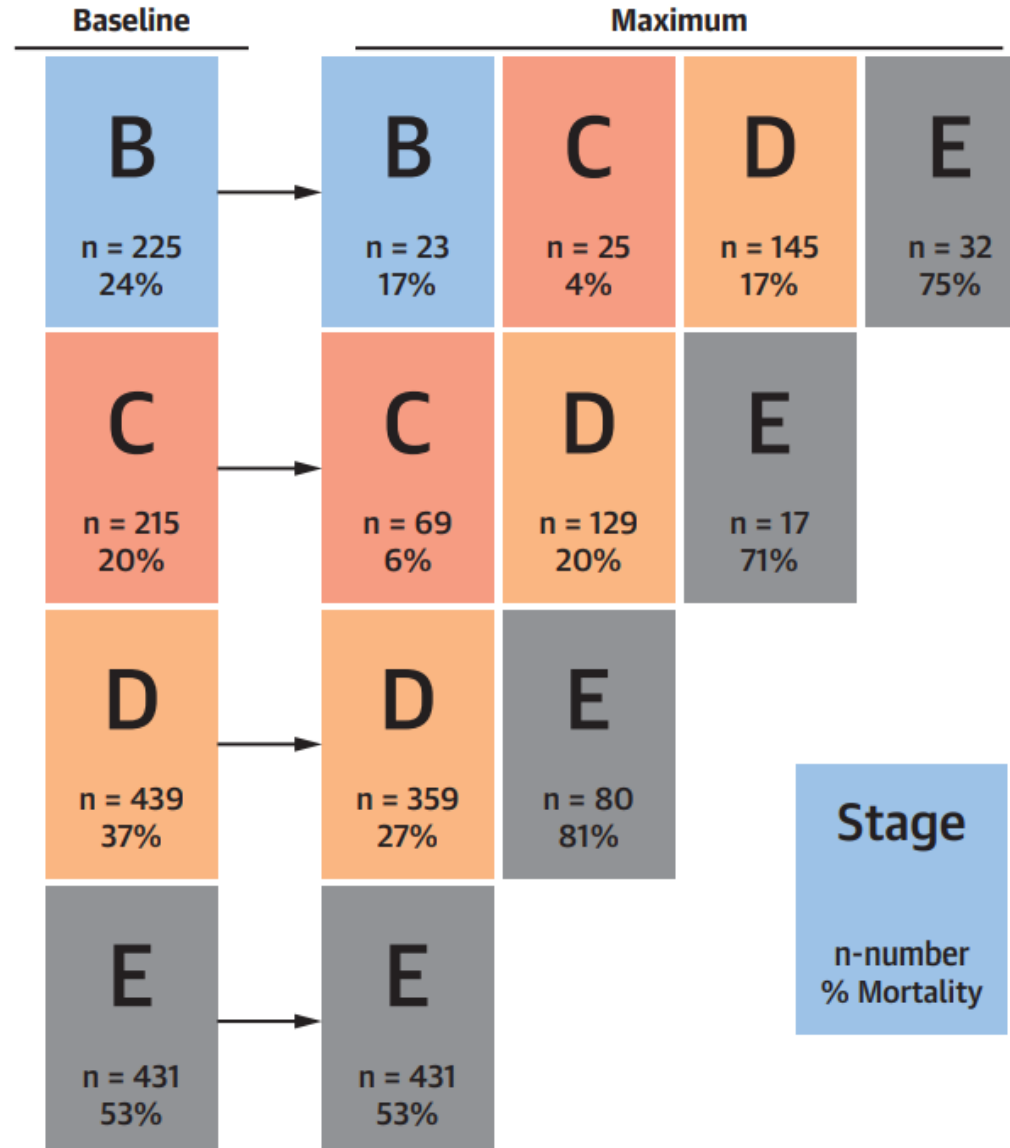 Baseline
Maximum
B
n = 225
24%
B
n = 23
17%
C
n = 25
4%
D
n = 145
17%
E
n = 32
75%
C
n = 215
20%
C
n = 69
6%
D
n = 129
20%
E
n = 17
71%
D
n = 439
37%
D
n = 359
27%
E
n = 80
81%
Stage
n-number
% Mortality
E
n = 431
53%
E
n = 431
53%